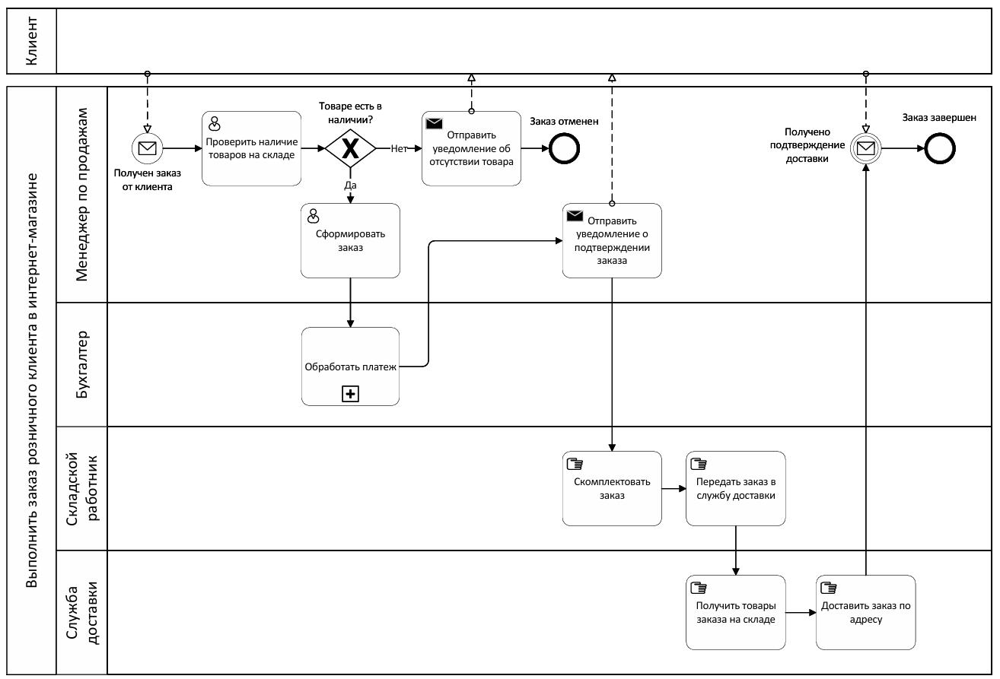 Клиент
Выполнить заказ розничного клиента в интернет-магазине
Менеджер по продажам
Получен заказ
от клиента
Проверить наличие
товаров на складе
Товаре есть в
наличии?
Нет
Да
Отправить
уведомление об
отсутствии товара
Заказ отменен
Сформировать
заказ
Отправить
уведомление о
подтверждении
заказа
Получено
подтверждение
доставки
Заказ завершен
Бухгалтер
Обработать платеж
Складской
работник
Скомплектовать
заказ
Передать заказ в
службу доставки
Служба
доставки
Получить товары
заказа на складе
Доставить заказ по
адресу